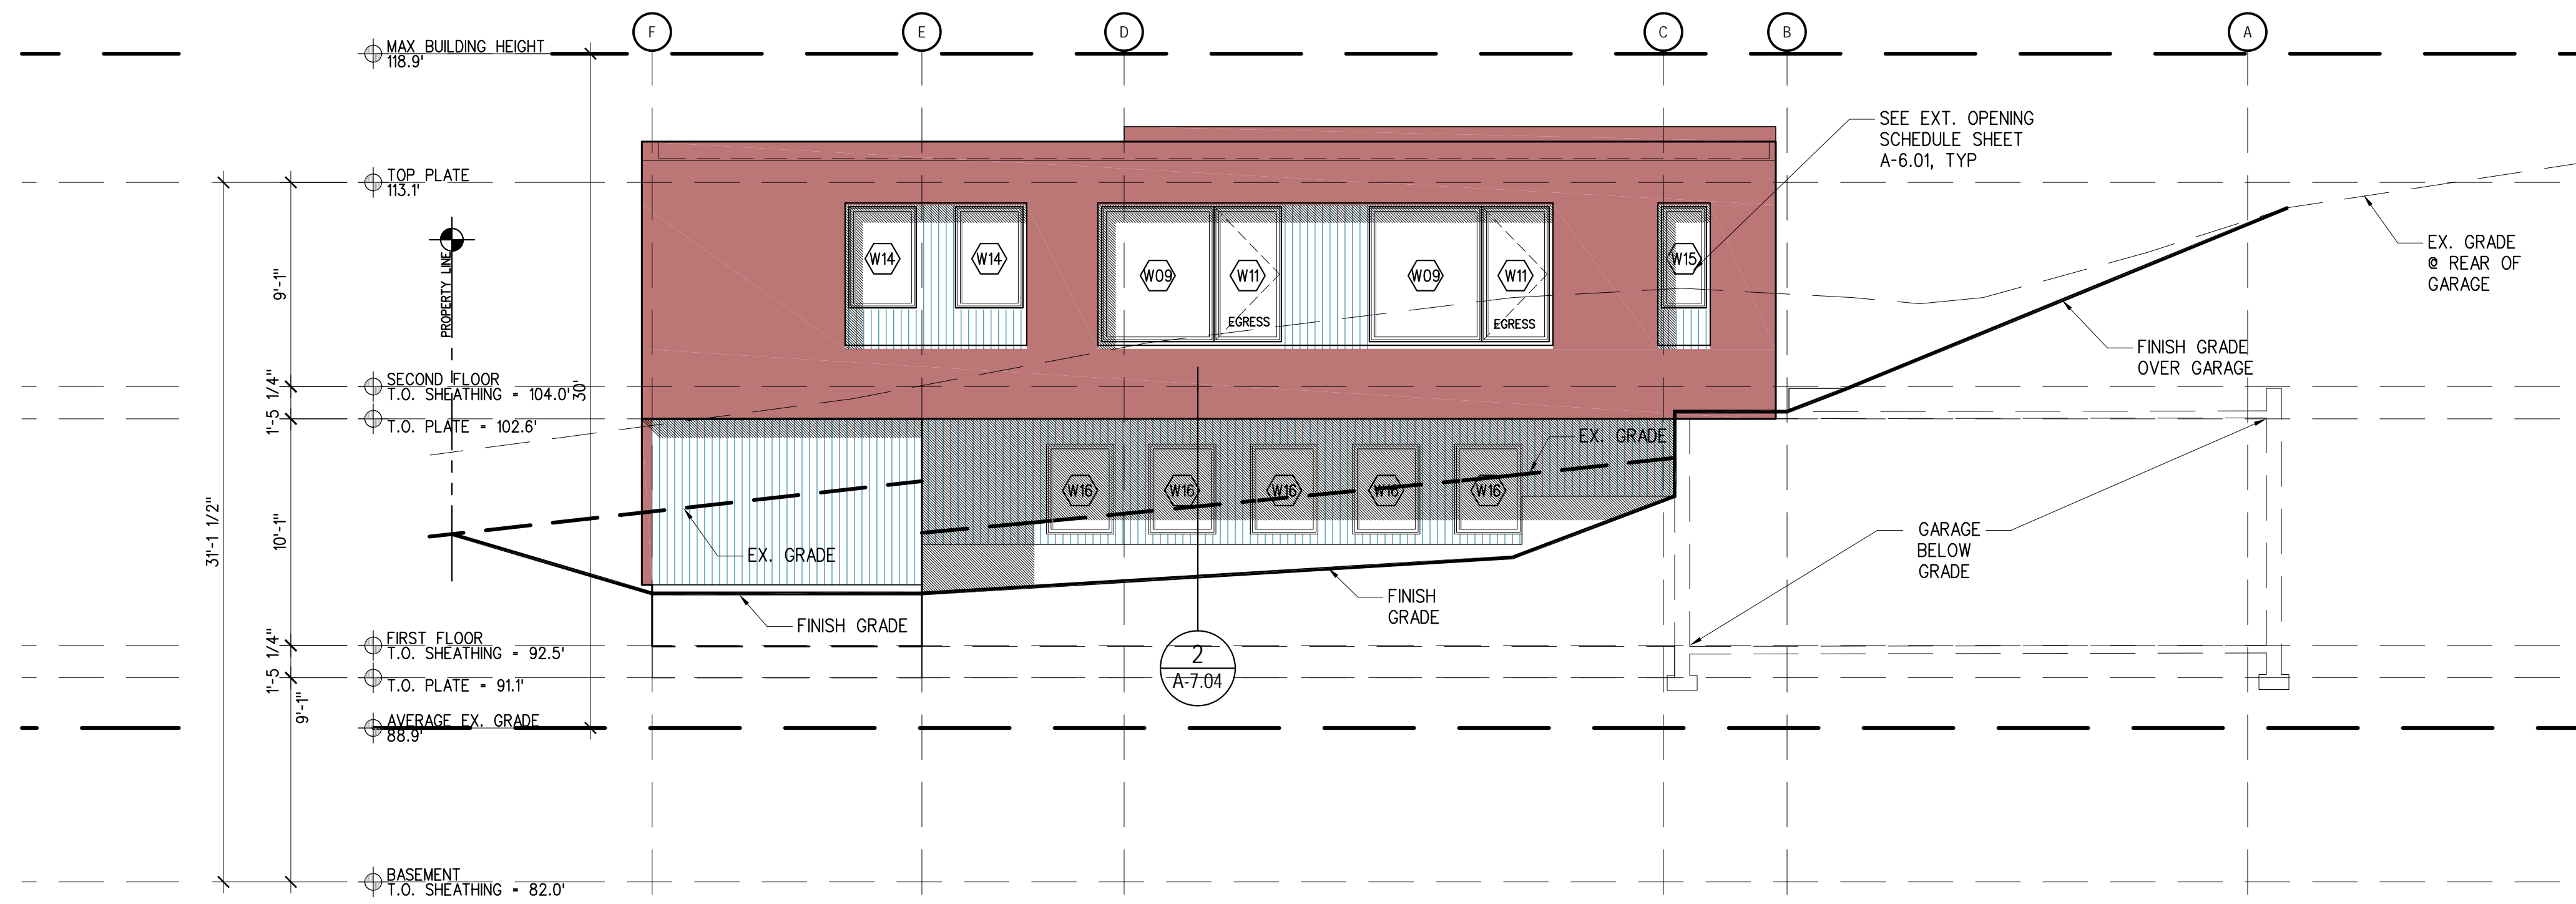 F
E
D
C
B
A
MAX BUILDING HEIGHT
118.9'
SEE EXT. OPENING
SCHEDULE SHEET
A-6.01, TYP
TOP PLATE
113.1'
PROPERTY LINE
W14
W14
W09
W11
W09
W11
W15
EGRESS
EGRESS
EX. GRADE
@ REAR OF
GARAGE
9'-1"
FINISH GRADE
OVER GARAGE
SECOND FLOOR
T.O. SHEATHING = 104.0'
30'
1'-5 1/4"
T.O. PLATE = 102.6'
EX. GRADE
W16
W16
W16
W16
W16
31'-1 1/2"
10'-1"
EX. GRADE
GARAGE
BELOW
GRADE
FINISH
GRADE
FINISH GRADE
FIRST FLOOR
T.O. SHEATHING = 92.5'
1'-5 1/4"
T.O. PLATE = 91.1'
2
A-7.04
9'-1"
AVERAGE EX. GRADE
88.9'
BASEMENT
T.O. SHEATHING = 82.0'